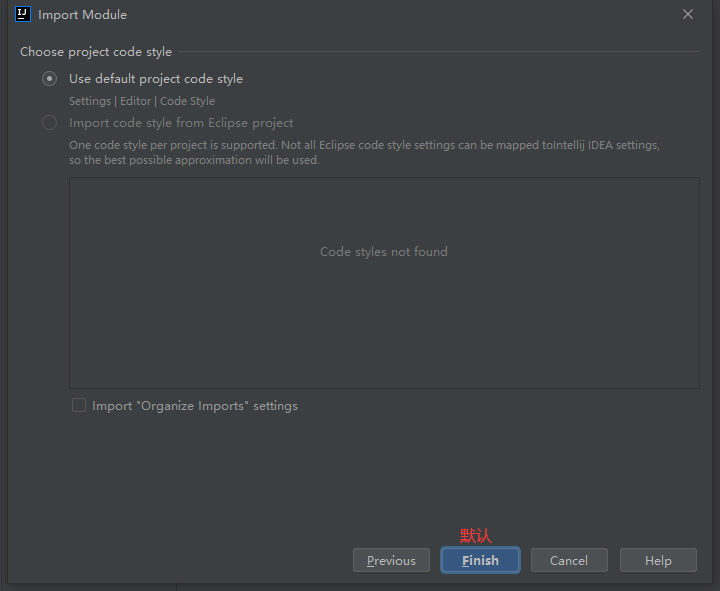 Import Module
Choose project code style
Use default project code style
Settings | Editor | Code Style
Import code style from Eclipse project
One code style per project is supported. Not all Eclipse code style settings can be mapped toIntellij IDEA settings,
so the best possible approximation will be used.
Code styles not found
Import "Organize Imports" settings
默认
Previous Finish Cancel Help